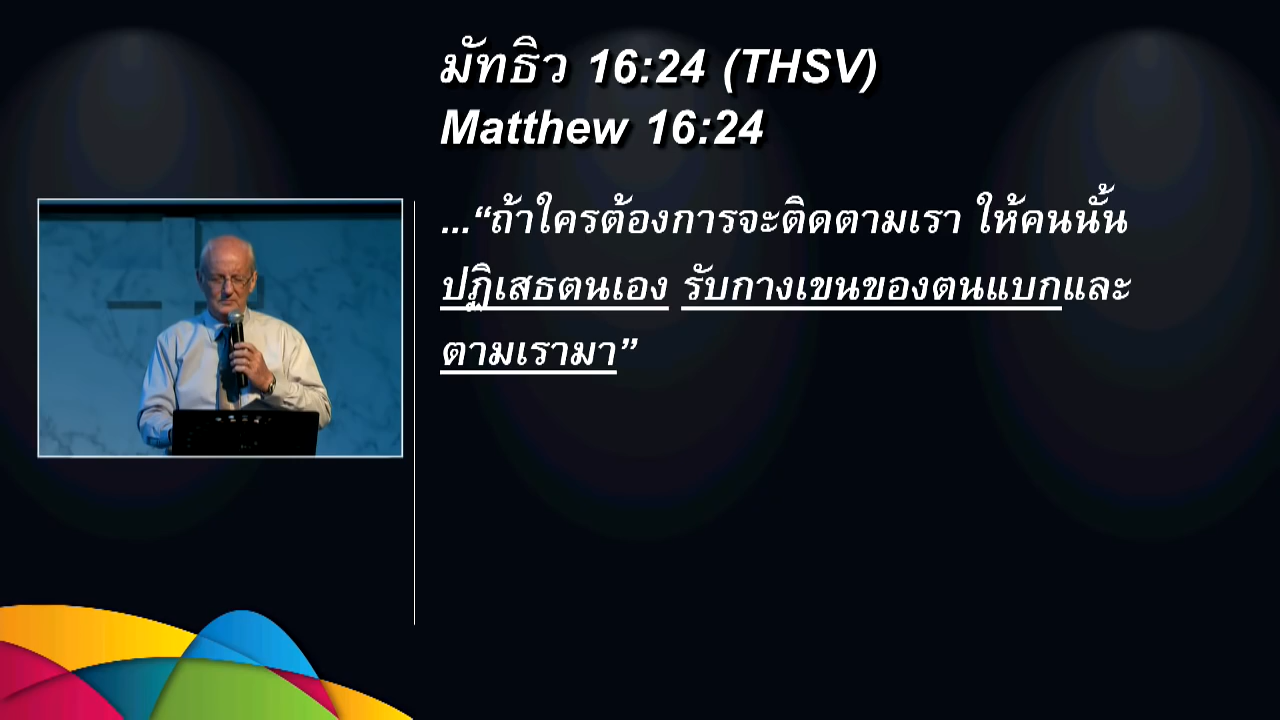 มัทธิว 16:24 (THSV)
Matthew 16:24
...“ถ้าใครต้องการจะติดตามเรา ให้คนนั้น
ปฏิเสธตนเอง รับกางเขนของตนแบกและ
ตามเรามา”